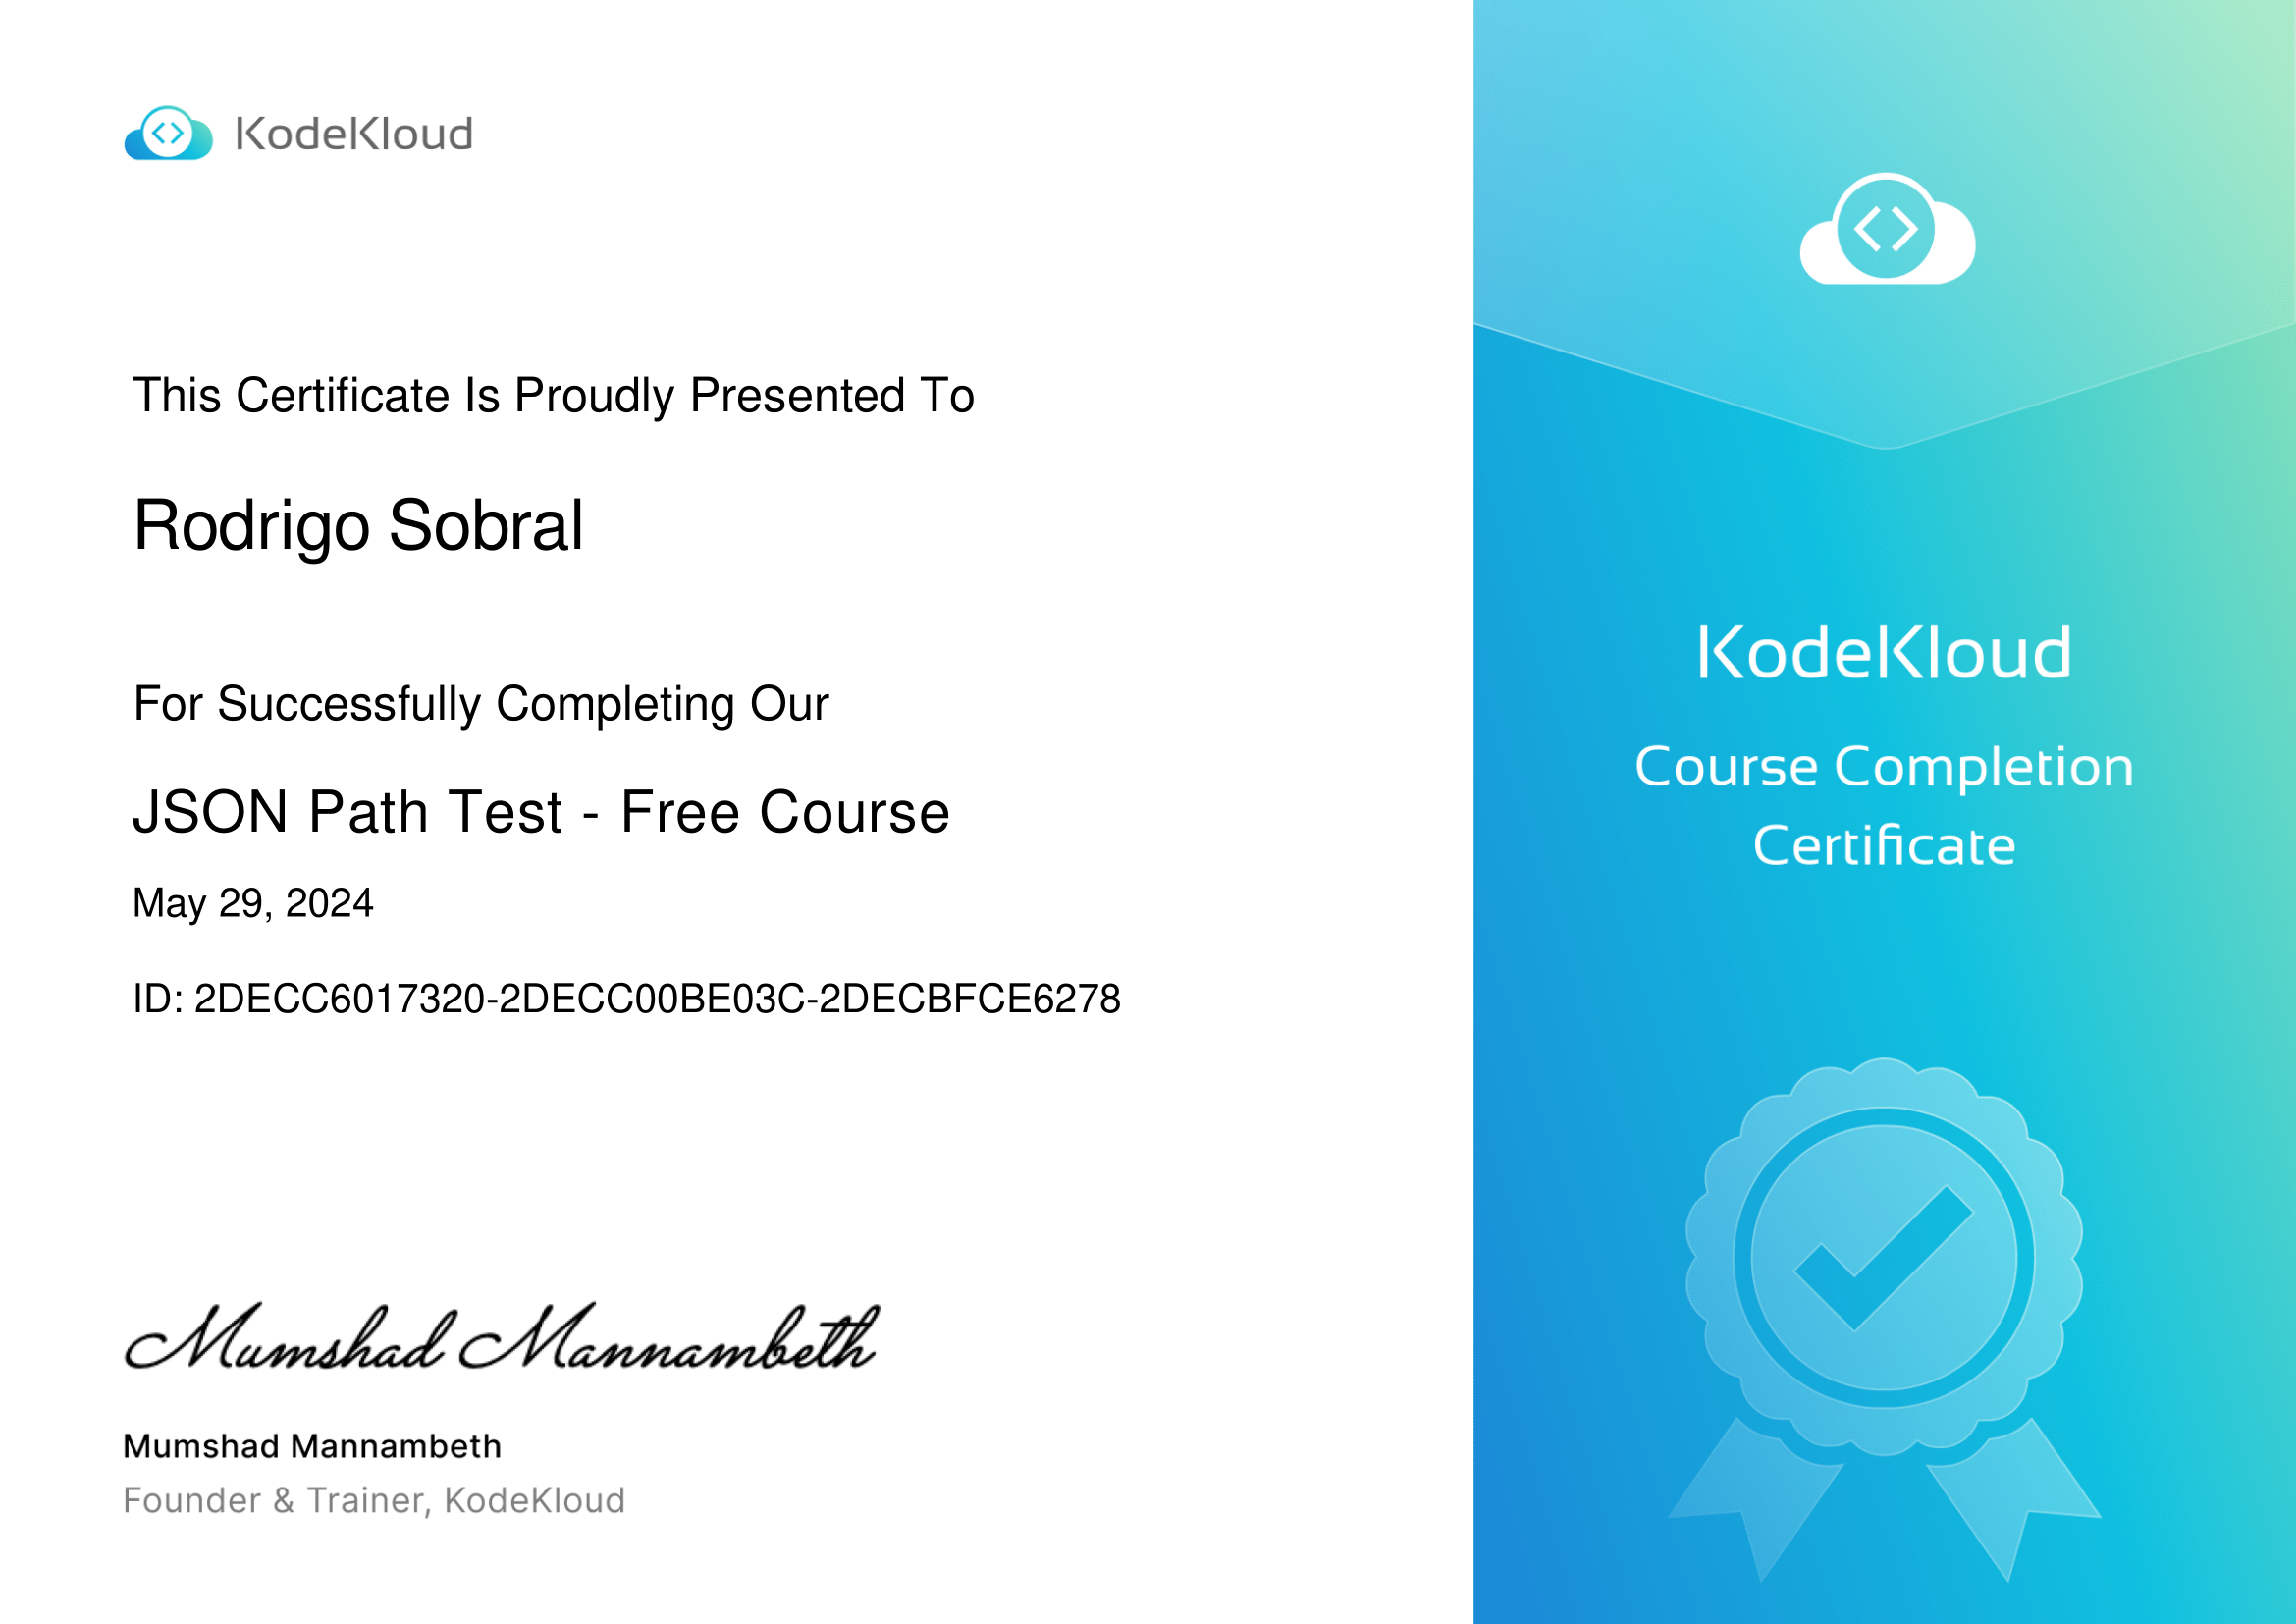 KodeKloud
This Certificate Is Proudly Presented To
Rodrigo Sobral
For Successfully Completing Our
JSON Path Test - Free Course
May 29, 2024
ID: 2DECC6017320-2DECC00BE03C-2DECBFCE6278
Mumshad Mannambeth
Mumshad Mannambeth
Founder & Trainer, KodeKloud
KodeKloud
Course Completion
Certificate